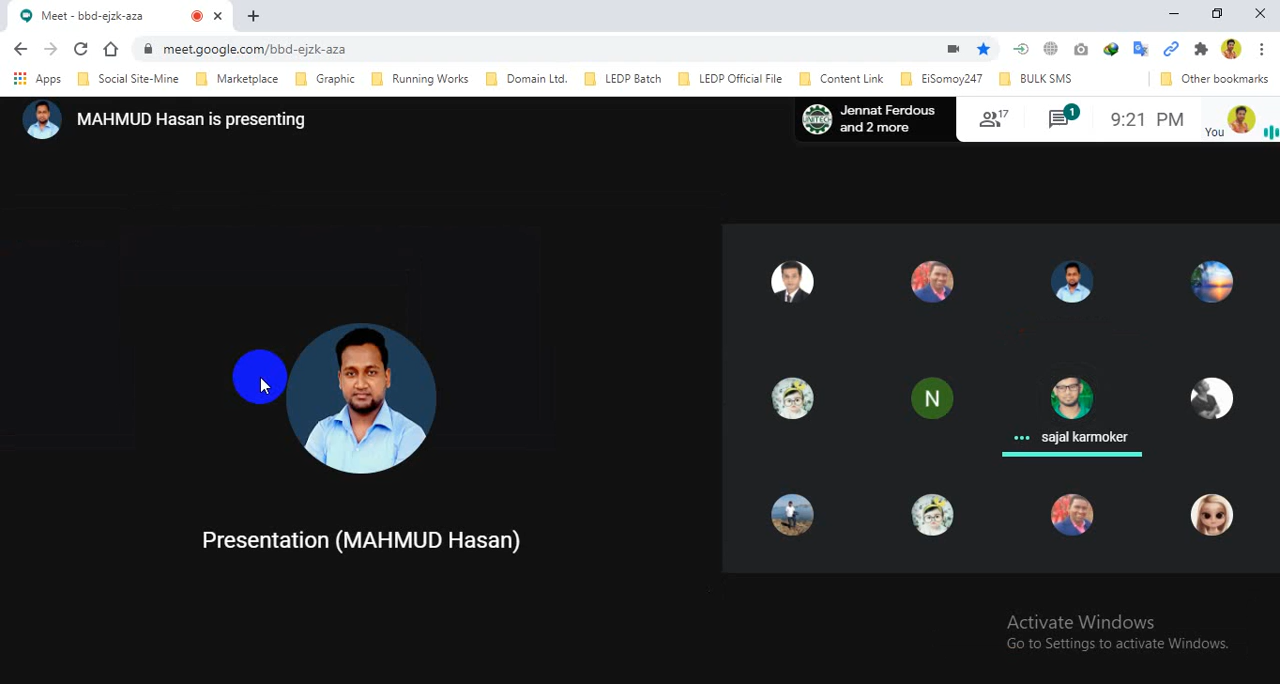 Meet - bbd-ejzk-aza
meet.google.com/bbd-ejzk-aza
Apps Social Site-Mine Marketplace Graphic Running Works Domain Ltd. LEDP Batch LEDP Official File Content Link EiSomoy247 BULK SMS Other bookmarks
MAHMUD Hasan is presenting
Jennat Ferdous
and 2 more
17
1
9:21 PM
You
N
sajal karmoker
Presentation (MAHMUD Hasan)
Activate Windows
Go to Settings to activate Windows.